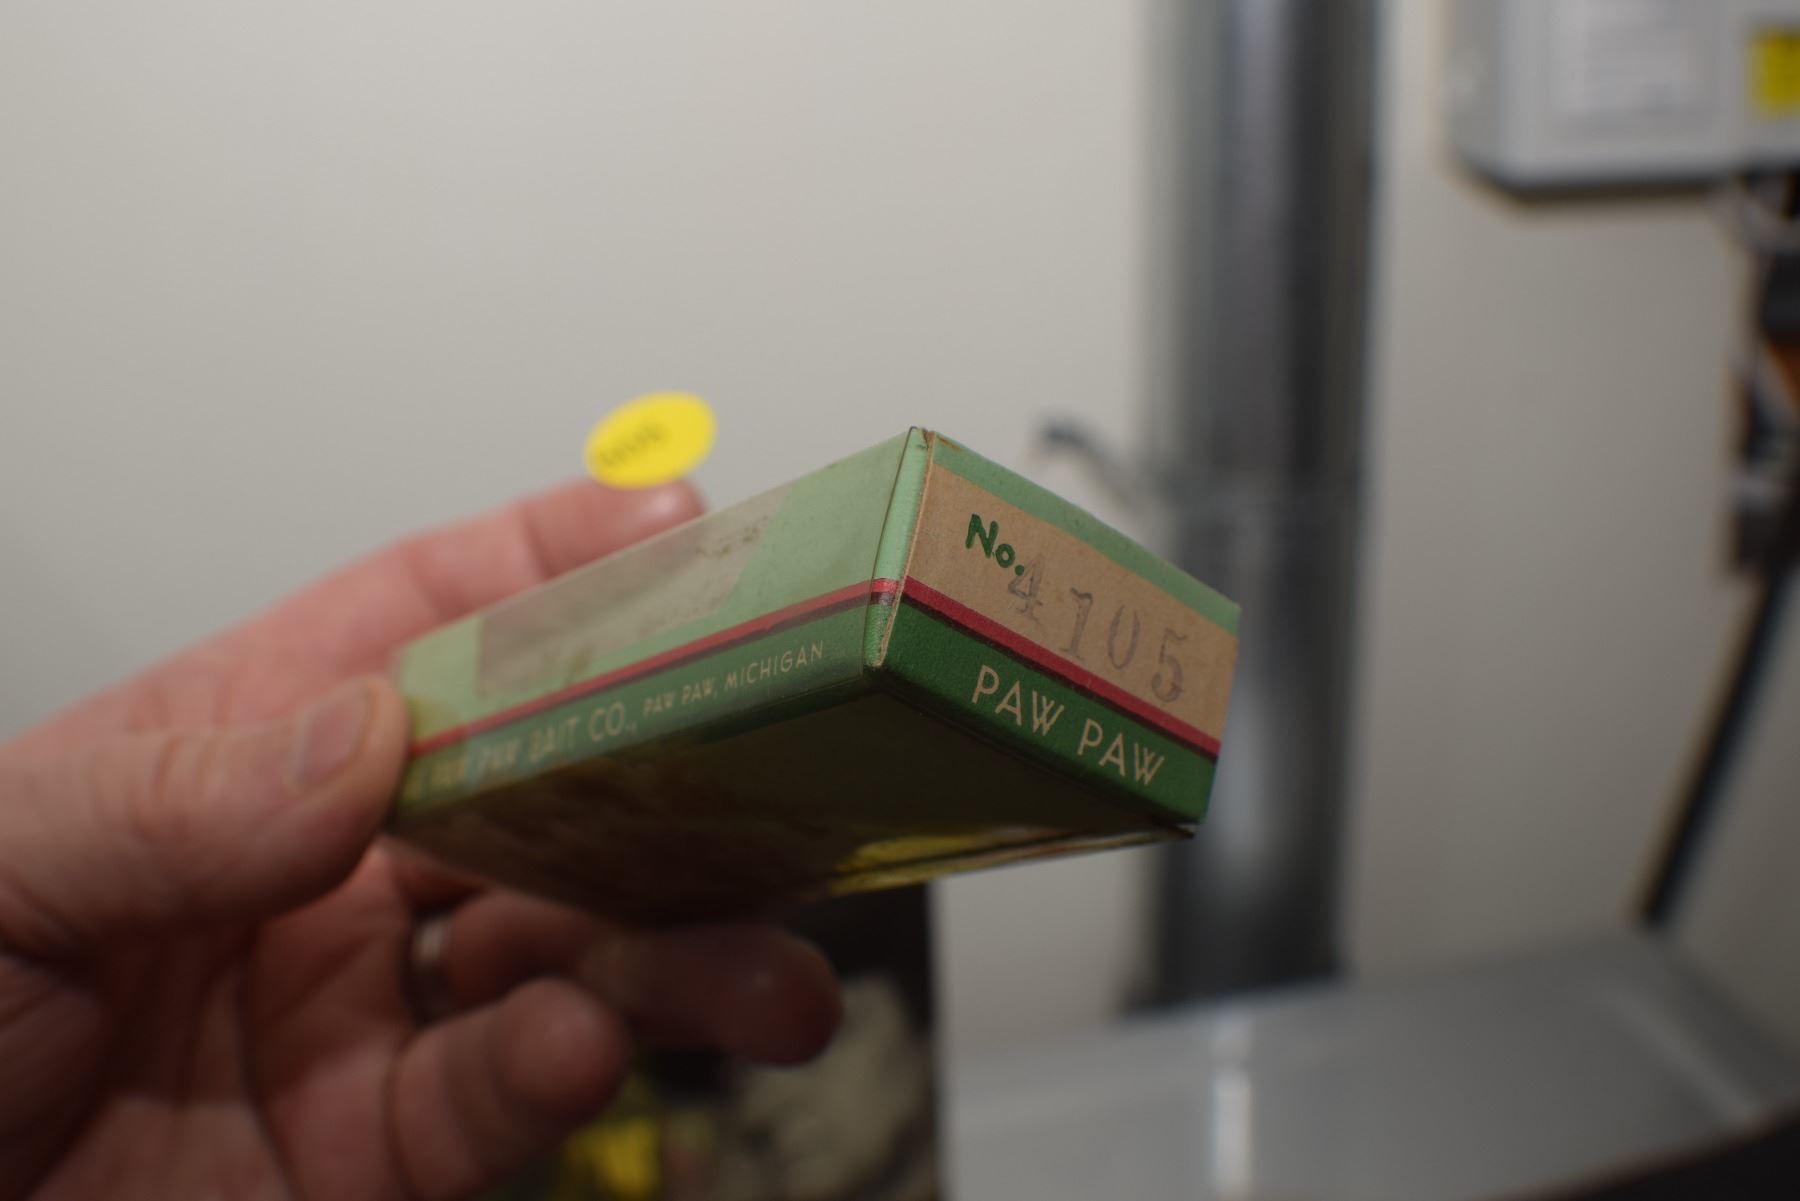 PAW PAW BAIT CO., PAW PAW, MICHIGAN
No. 4105
PAW PAW